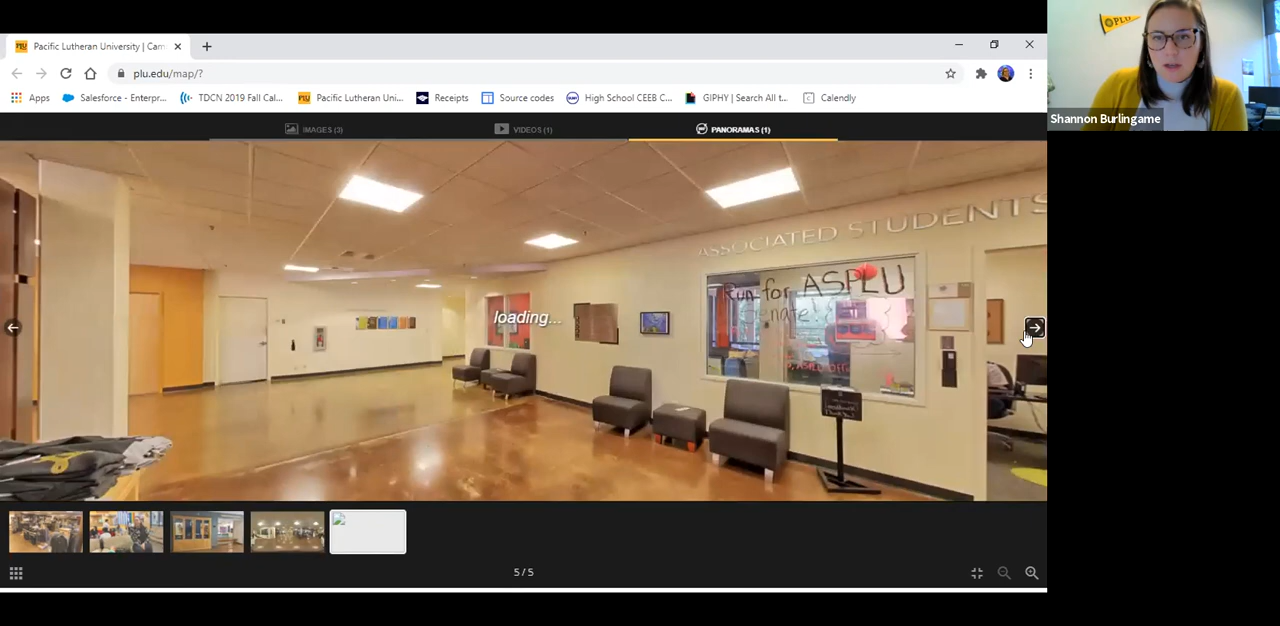 PLU
Pacific Lutheran University | Cam
plu.edu/map/?
Apps
Salesforce - Enterpr...
TDCN 2019 Fall Cal...
Pacific Lutheran Uni...
Receipts
Source codes
High School CEEB C...
GIPHY | Search All t...
Calendly
Shannon Burlingame
IMAGES (3)
VIDEOS (1)
PANORAMAS (1)
ASSOCIATED STUDENTS
Run for ASPLU
Senate!
loading...
5 / 5